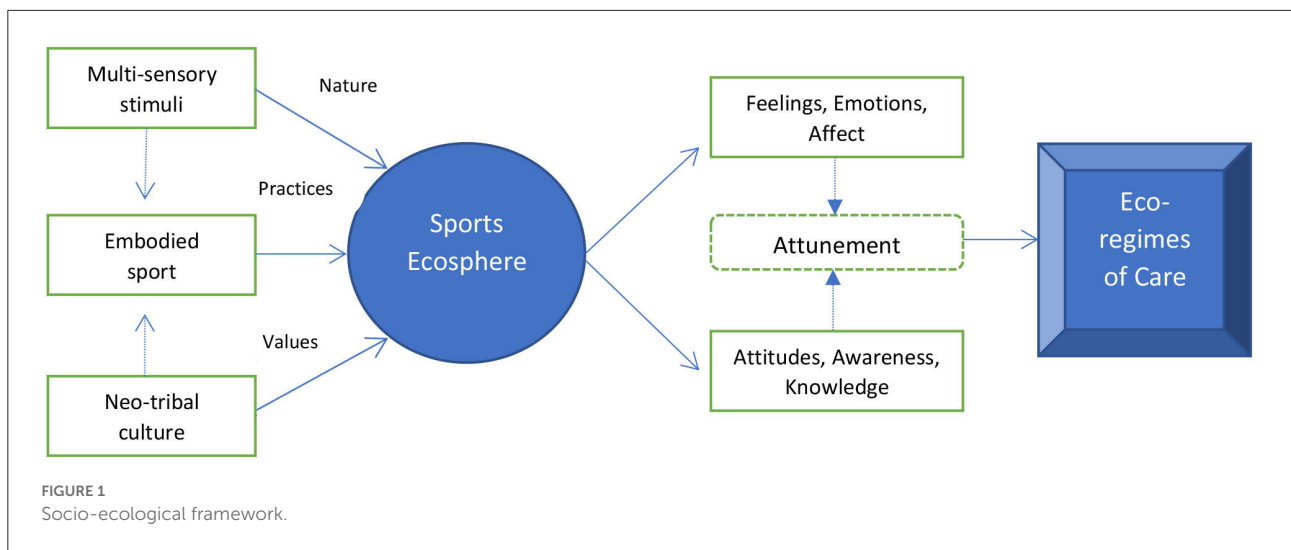 Multi-sensory
stimuli
Nature
Embodied
sport
Practices
Neo-tribal
culture
Values
Sports
Ecosphere
Feelings, Emotions,
Affect
Attunement
Attitudes, Awareness,
Knowledge
Eco-
regimes
of Care
FIGURE 1
Socio-ecological framework.